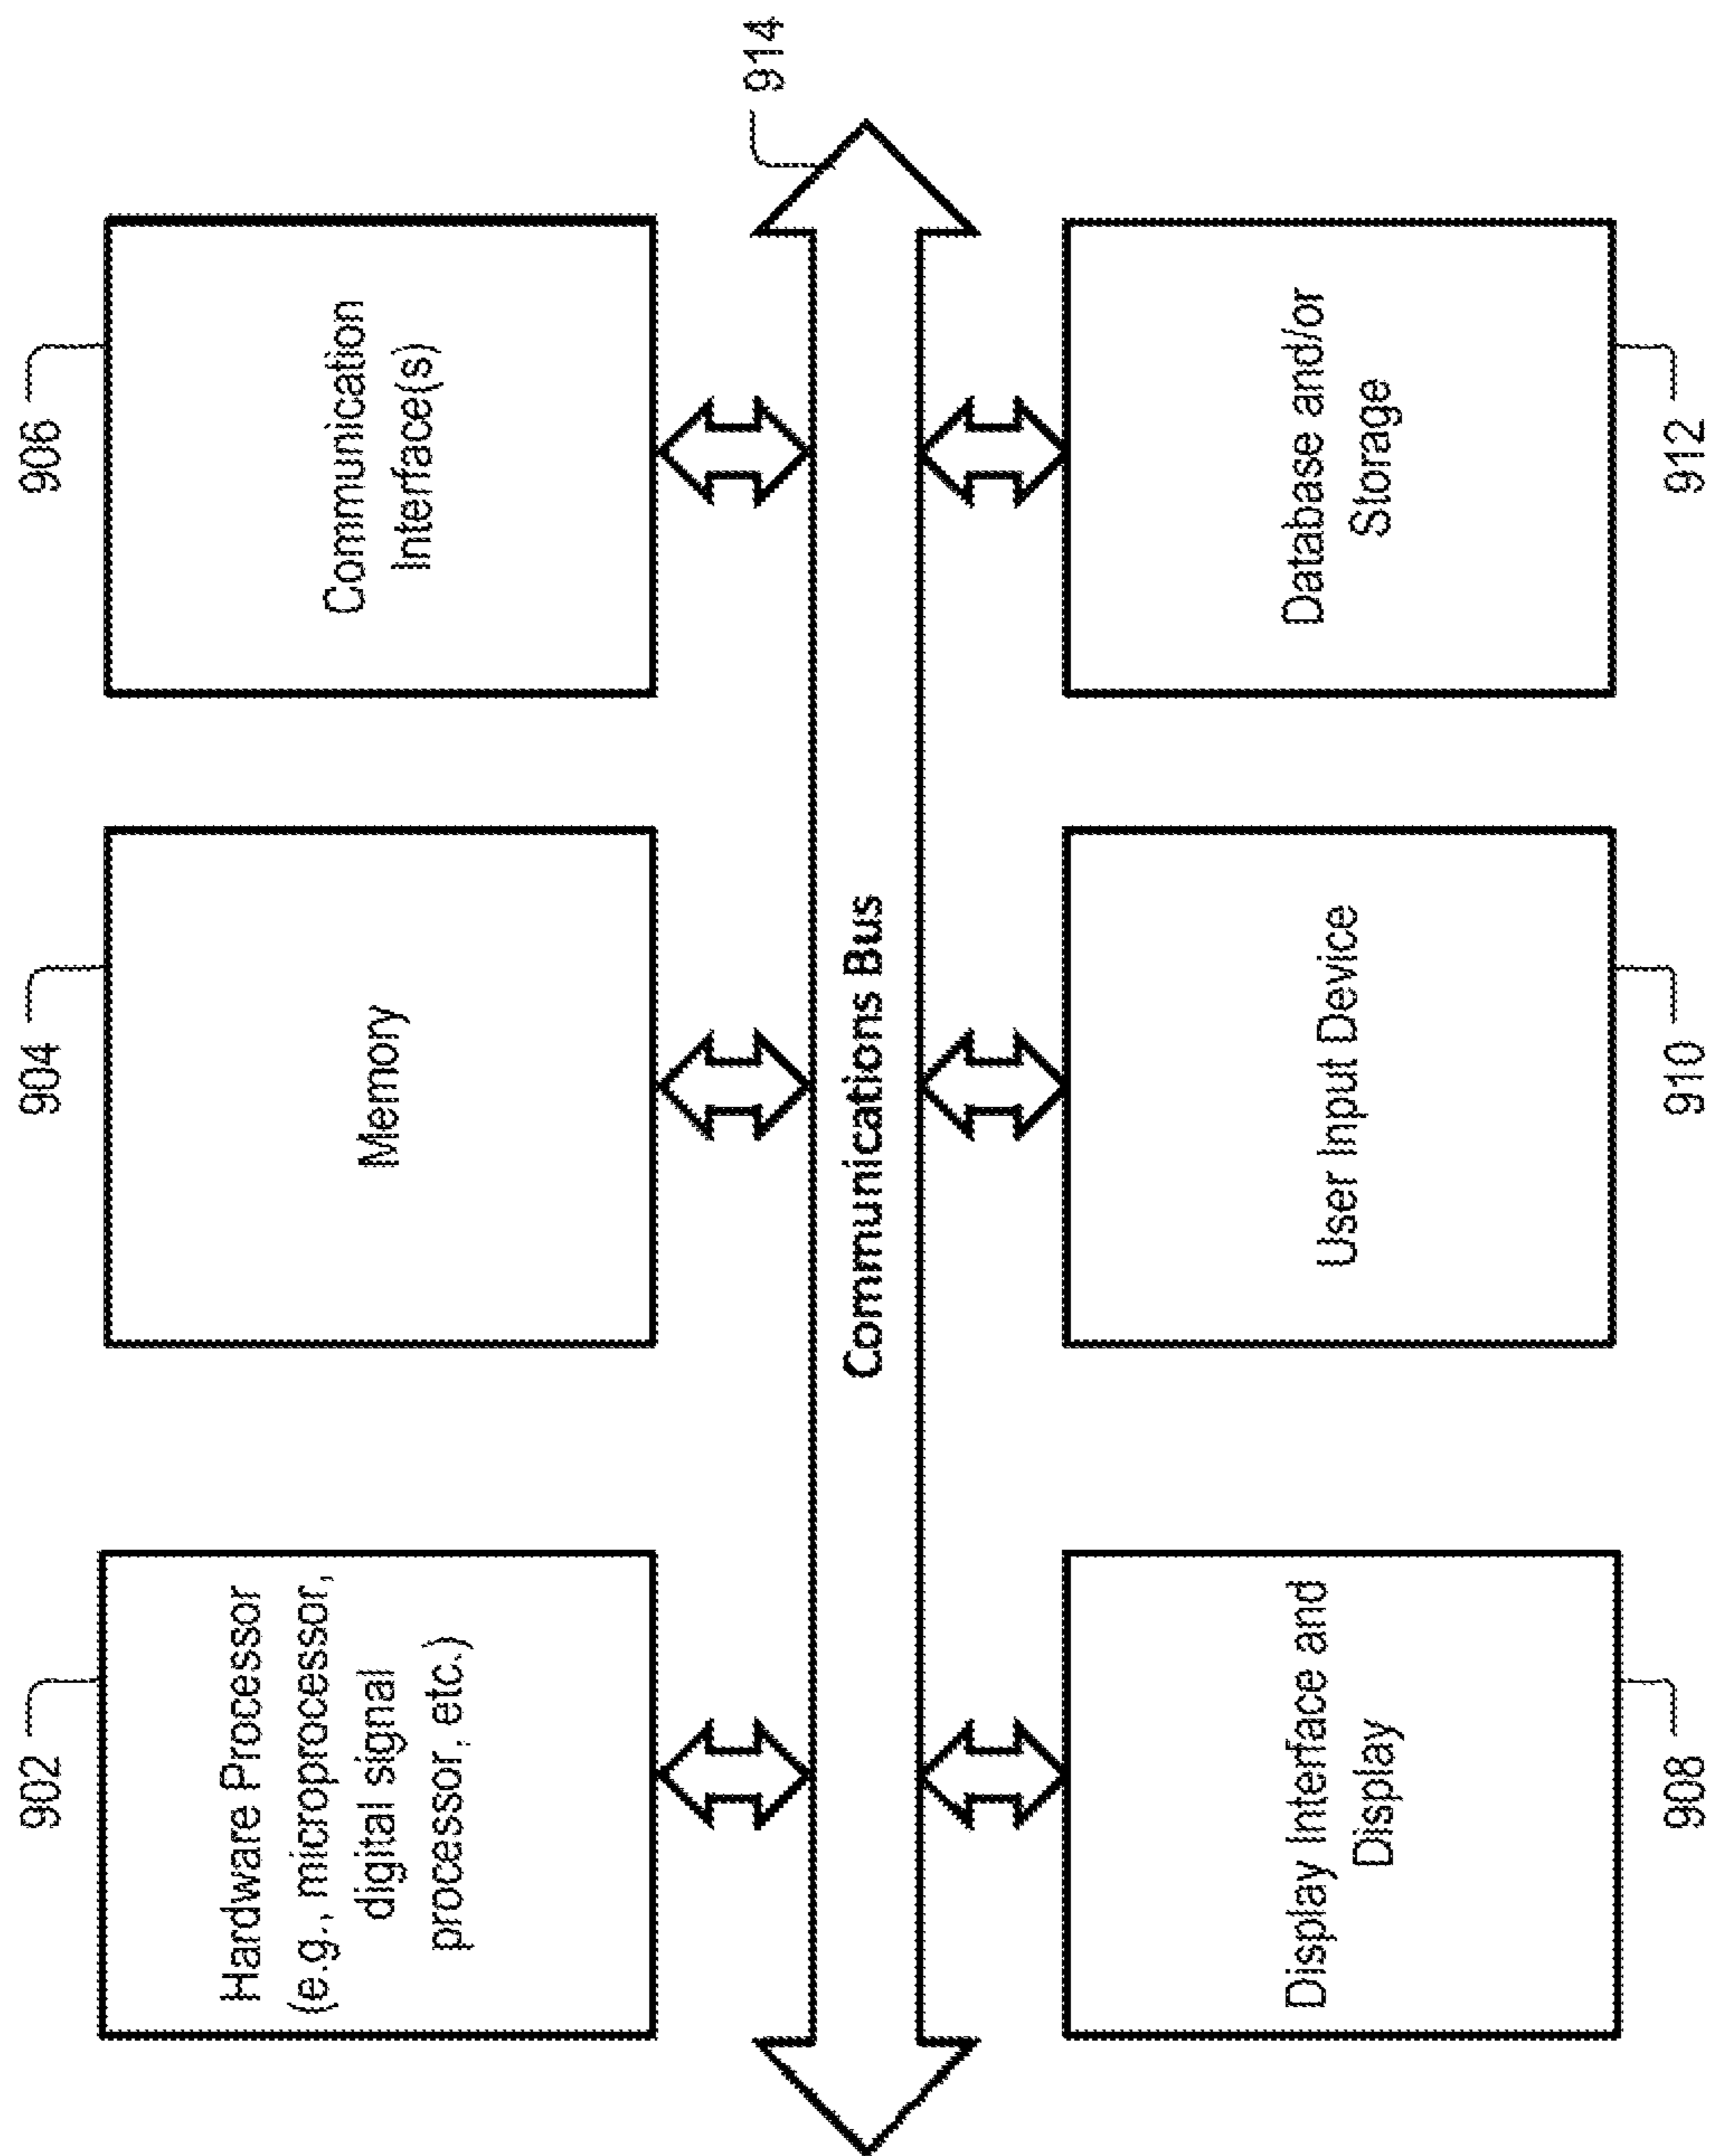 902
Hardware Processor
(e.g., microprocessor,
digital signal
processor, etc.)
904
Memory
906
Communication
Interface(s)
914
Communications Bus
Display Interface and
Display
908
User Input Device
910
Database and/or
Storage
912